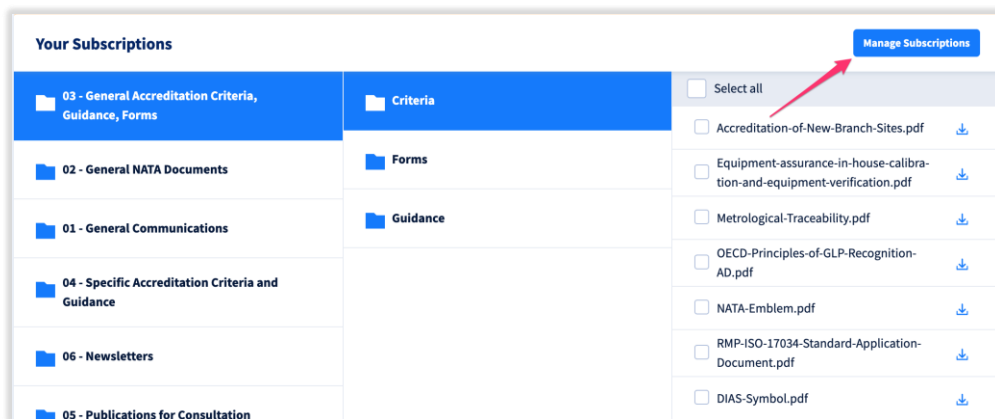 Your Subscriptions
Manage Subscriptions
03 - General Accreditation Criteria,
Guidance, Forms
02 - General NATA Documents
01 - General Communications
04 - Specific Accreditation Criteria and
Guidance
06 - Newsletters
05 - Publications for Consultation
Criteria
Forms
Guidance
Select all
Accreditation-of-New-Branch-Sites.pdf
Equipment-assurance-in-house-calibra-
tion-and-equipment-verification.pdf
Metrological-Traceability.pdf
OECD-Principles-of-GLP-Recognition-
AD.pdf
NATA-Emblem.pdf
RMP-ISO-17034-Standard-Application-
Document.pdf
DIAS-Symbol.pdf